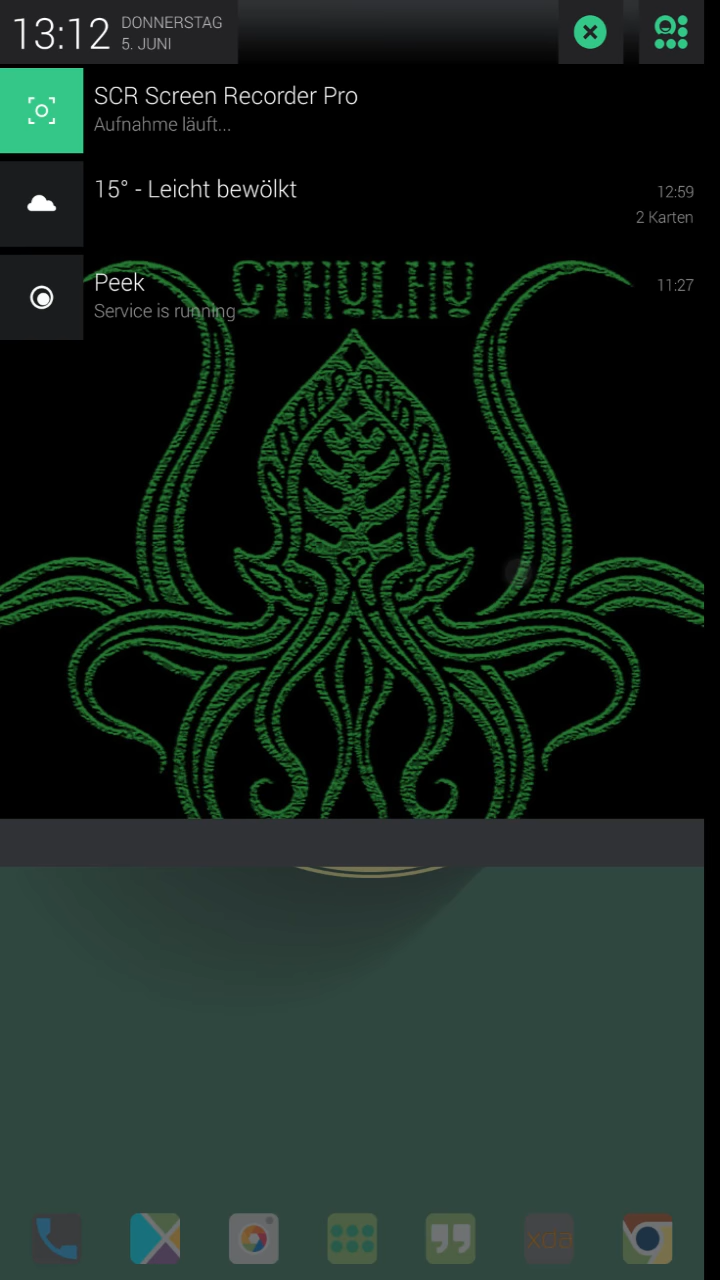 13:12
DONNERSTAG
5. JUNI
SCR Screen Recorder Pro
Aufnahme läuft...
15° - Leicht bewölkt
12:59
2 Karten
Peek
11:27
Service is running
CTHULHU
XDA